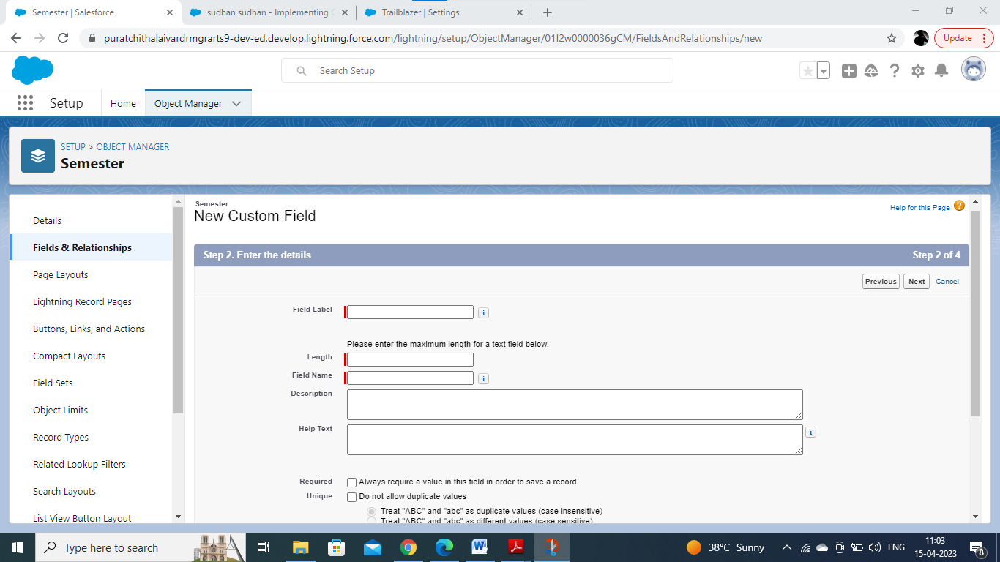 Semester | Salesforce
sudhan sudhan - Implementing
Trailblazer | Settings
puratchithalaivardrmgrarts9-dev-ed.develop.lightning.force.com/lightning/setup/ObjectManager/01I2w0000036gCM/FieldsAndRelationships/new
Update
Search Setup
Setup
Home
Object Manager
SETUP > OBJECT MANAGER
Semester
Details
Fields & Relationships
Page Layouts
Lightning Record Pages
Buttons, Links, and Actions
Compact Layouts
Field Sets
Object Limits
Record Types
Related Lookup Filters
Search Layouts
List View Button Layout
Semester
New Custom Field
Help for this Page
Step 2. Enter the details
Step 2 of 4
Previous
Next
Cancel
Field Label
Please enter the maximum length for a text field below.
Length
Field Name
Description
Help Text
Required
Always require a value in this field in order to save a record
Unique
Do not allow duplicate values
Treat "ABC" and "abc" as duplicate values (case insensitive)
Treat "ABC" and "abc" as different values (case sensitive)
Type here to search
38°C Sunny
ENG
11:03
15-04-2023
8